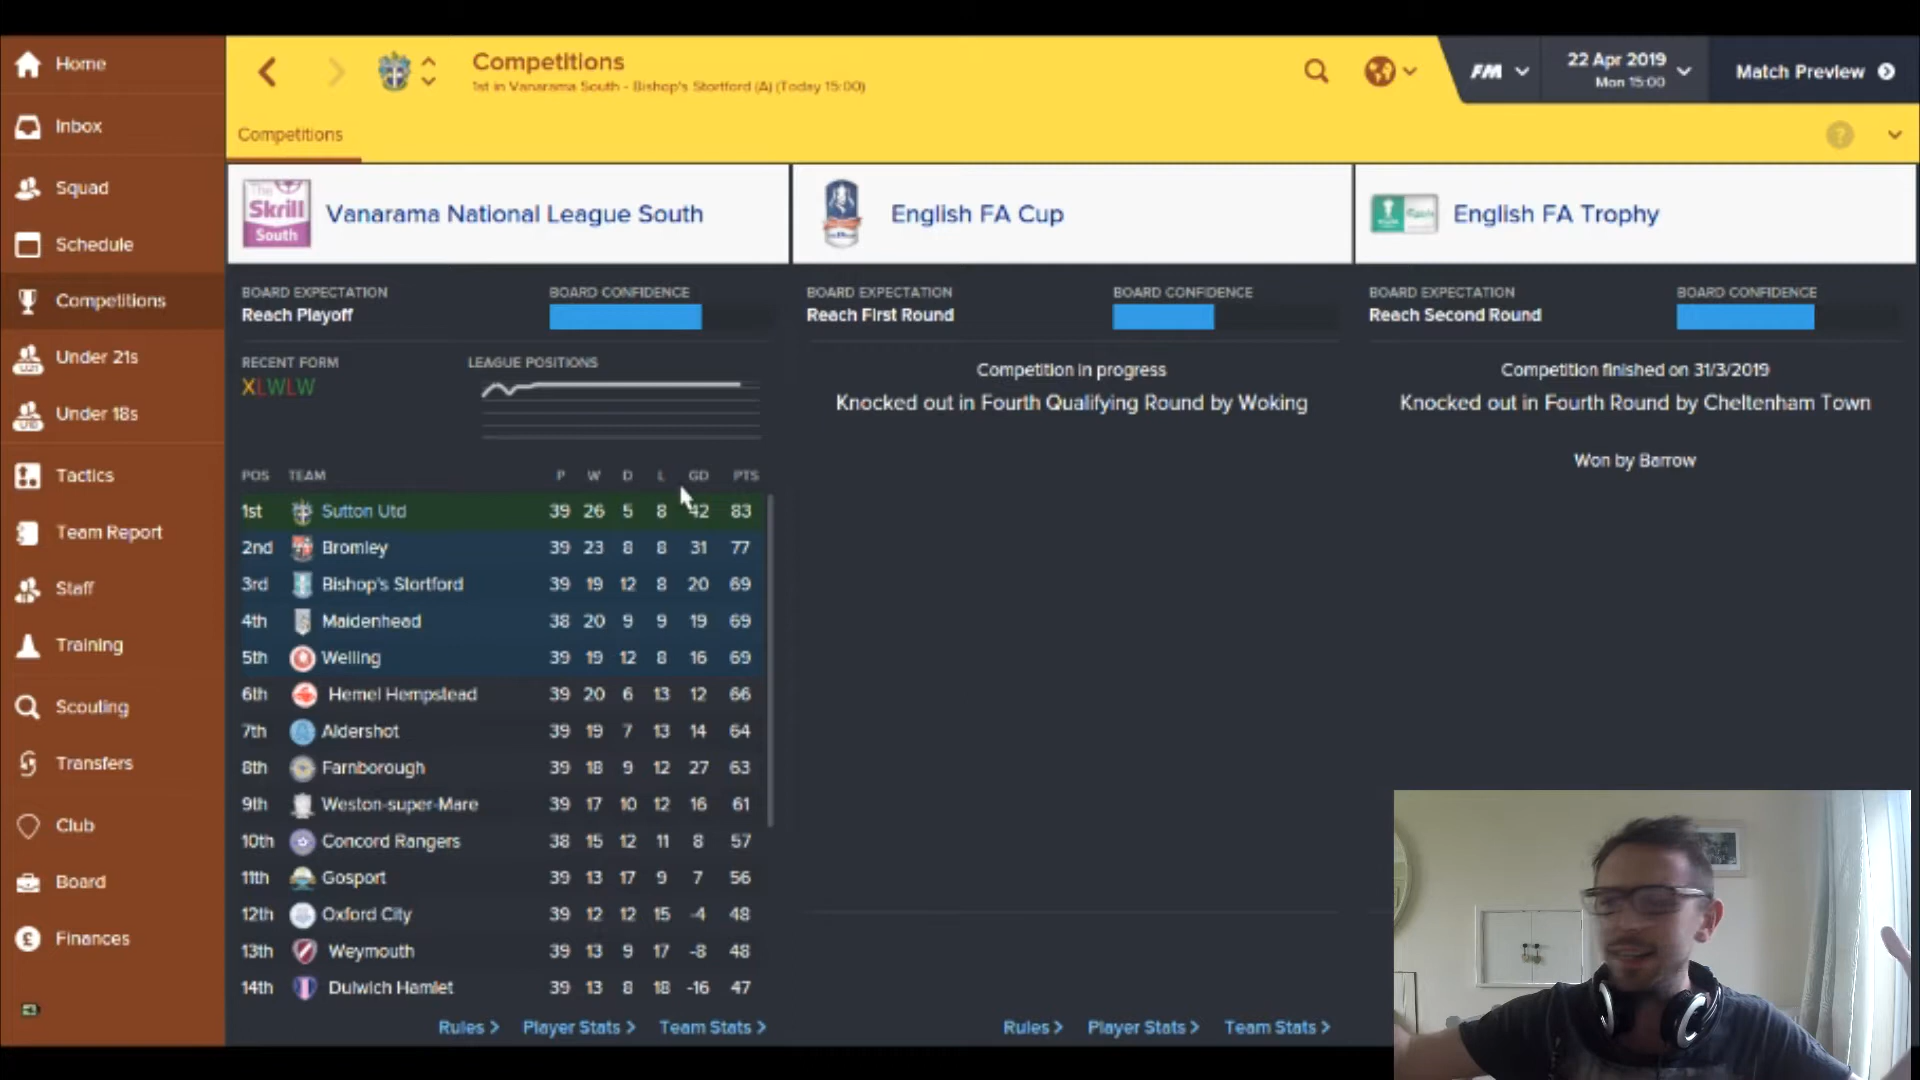 Home
Inbox
Squad
Schedule
Competitions
Under 21s
Under 18s
Tactics
Team Report
Staff
Training
Scouting
Transfers
Club
Board
Finances
Competitions
1st in Vanarama South - Bishop's Stortford (A) (Today 15:00)
FM
22 Apr 2019
Mon 15:00
Match Preview
Competitions
?
The Skrill South
Vanarama National League South
BOARD EXPECTATION BOARD CONFIDENCE
Reach Playoff
RECENT FORM LEAGUE POSITIONS
XLWLW
POS TEAM P W D L GD PTS
1st Sutton Utd 39 26 5 8 42 83
2nd Bromley 39 23 8 8 31 77
3rd Bishop's Stortford 39 19 12 8 20 69
4th Maidenhead 38 20 9 9 19 69
5th Welling 39 19 12 8 16 69
6th Hemel Hempstead 39 20 6 13 12 66
7th Aldershot 39 19 7 13 14 64
8th Farnborough 39 18 9 12 27 63
9th Weston-super-Mare 39 17 10 12 16 61
10th Concord Rangers 38 15 12 11 8 57
11th Gosport 39 13 17 9 7 56
12th Oxford City 39 12 12 15 -4 48
13th Weymouth 39 13 9 17 -8 48
14th Dulwich Hamlet 39 13 8 18 -16 47
Rules > Player Stats > Team Stats >
English FA Cup
BOARD EXPECTATION BOARD CONFIDENCE
Reach First Round
Competition in progress
Knocked out in Fourth Qualifying Round by Woking
Rules > Player Stats > Team Stats >
English FA Trophy
BOARD EXPECTATION BOARD CONFIDENCE
Reach Second Round
Competition finished on 31/3/2019
Knocked out in Fourth Round by Cheltenham Town
Won by Barrow